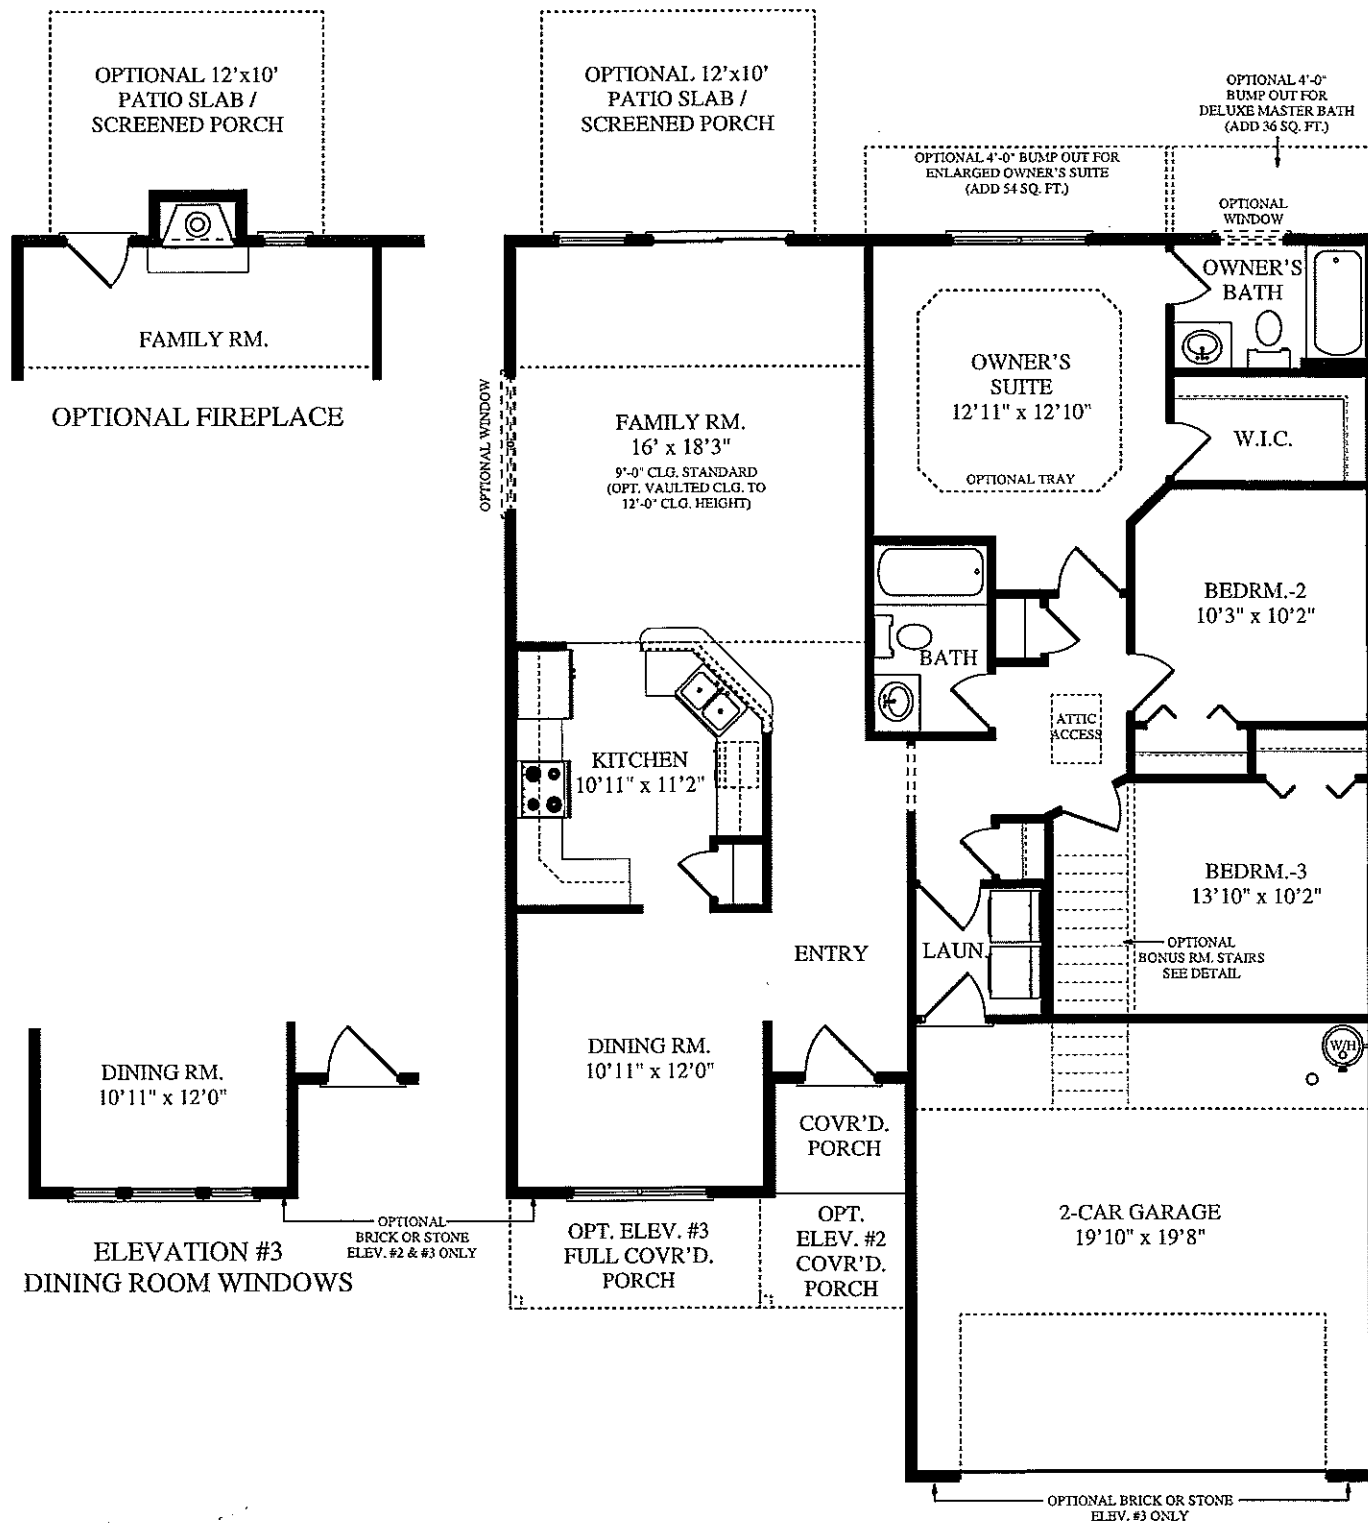 OPTIONAL 12'x10'
PATIO SLAB /
SCREENED PORCH
FAMILY RM.
OPTIONAL FIREPLACE
OPTIONAL 12'x10'
PATIO SLAB /
SCREENED PORCH
OPTIONAL 4'-0"
BUMP OUT FOR
DELUXE MASTER BATH
(ADD 36 SQ. FT.)
OPTIONAL 4'-0" BUMP OUT FOR
ENLARGED OWNER'S SUITE
(ADD 54 SQ. FT.)
OPTIONAL
WINDOW
OWNER'S
BATH
OWNER'S
SUITE
12'11" x 12'10"
OPTIONAL TRAY
W.I.C.
OPTIONAL WINDOW
FAMILY RM.
16' x 18'3"
9'-0" CLG. STANDARD
(OPT. VAULTED CLG. TO
12'-0" CLG. HEIGHT)
BEDRM.-2
10'3" x 10'2"
BATH
ATTIC
ACCESS
KITCHEN
10'11" x 11'2"
BEDRM.-3
13'10" x 10'2"
OPTIONAL
BONUS RM. STAIRS
SEE DETAIL
ENTRY
LAUN.
W/H
DINING RM.
10'11" x 12'0"
DINING RM.
10'11" x 12'0"
COVR'D.
PORCH
2-CAR GARAGE
19'10" x 19'8"
OPTIONAL
BRICK OR STONE
ELEV. #2 & #3 ONLY
ELEVATION #3
DINING ROOM WINDOWS
OPT. ELEV. #3
FULL COVR'D.
PORCH
OPT.
ELEV. #2
COVR'D.
PORCH
OPTIONAL BRICK OR STONE
ELEV. #3 ONLY